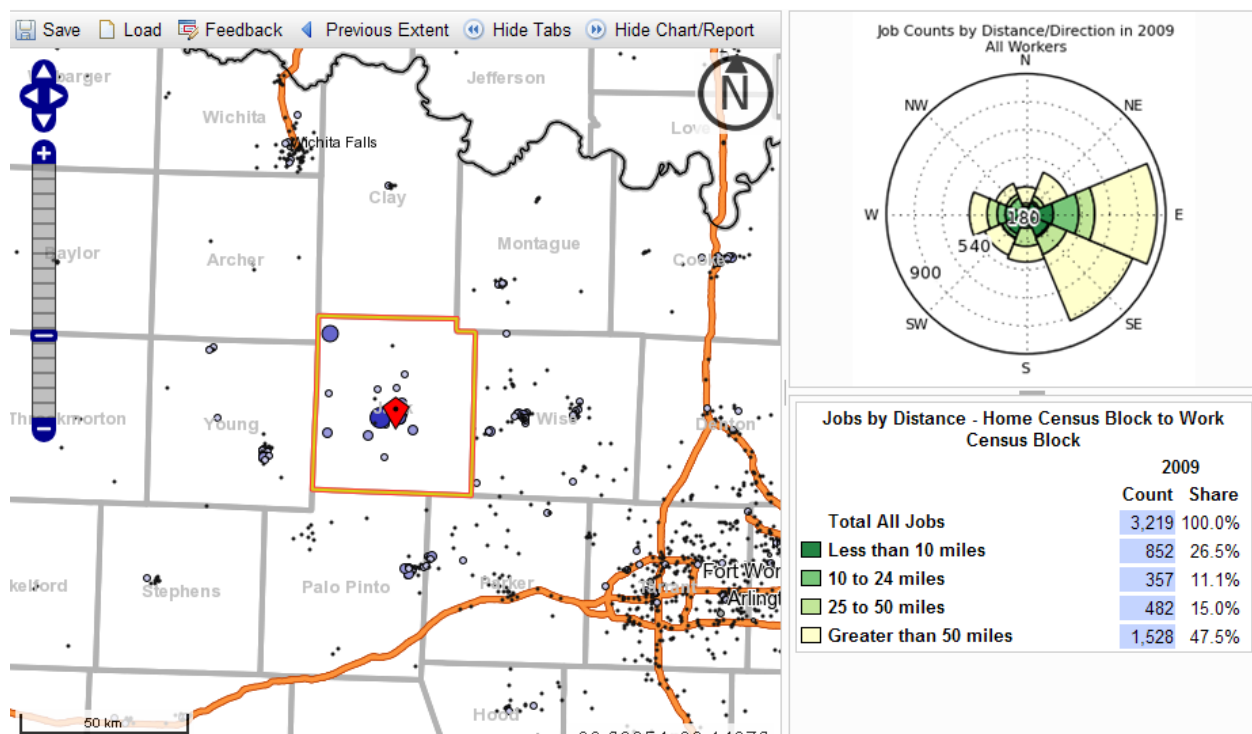 Save Load Feedback Previous Extent Hide Tabs Hide Chart/Report
Jefferson
Wichita
Love
Wichita Falls
Clay
Montague
Baylor
Archer
Cooke
Young
Wise
Denton
Stephens
Palo Pinto
Parker
Fort Wor
Arling
Hood
50 km
N
Job Counts by Distance/Direction in 2009
All Workers
N
NW
NE
W
180
E
540
900
SW
SE
S
Jobs by Distance - Home Census Block to Work
Census Block
2009
Count Share
Total All Jobs 3,219 100.0%
Less than 10 miles 852 26.5%
10 to 24 miles 357 11.1%
25 to 50 miles 482 15.0%
Greater than 50 miles 1,528 47.5%